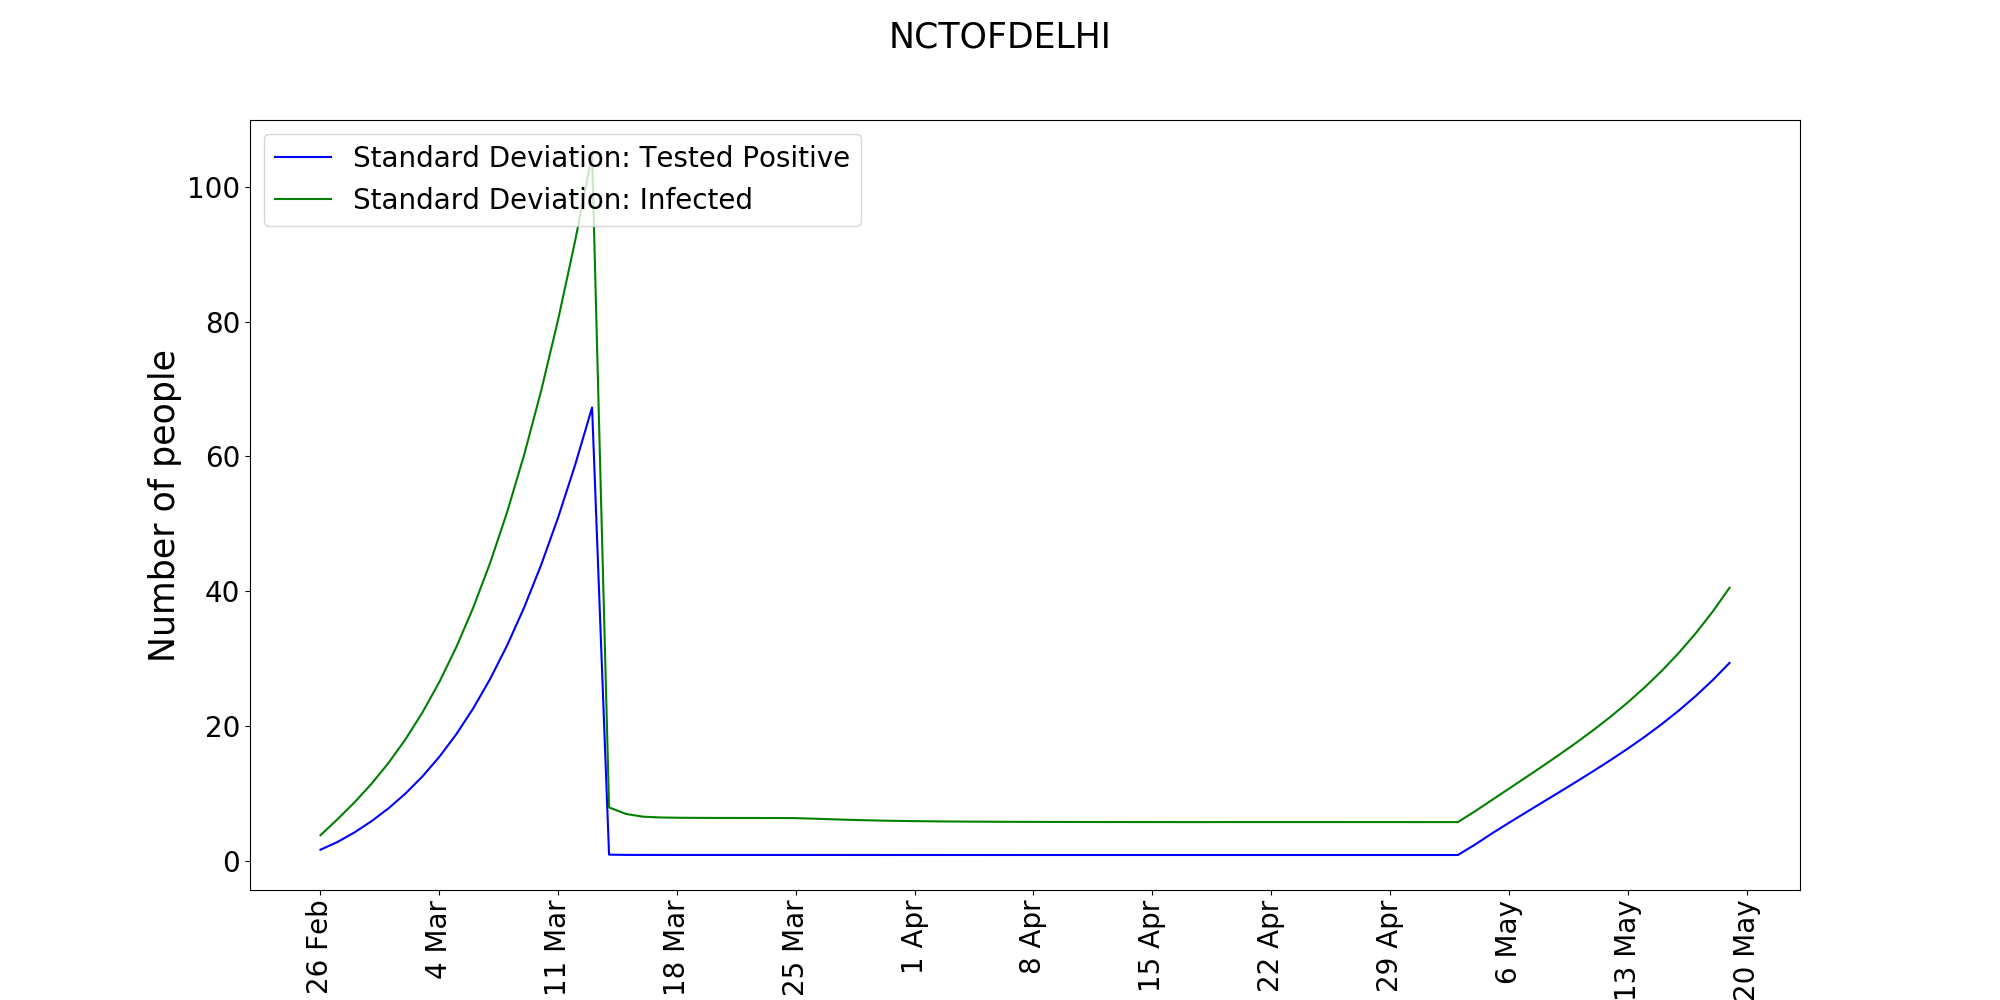 NCTOFDELHI
Standard Deviation: Tested Positive
Standard Deviation: Infected
Number of people
100
80
60
40
20
0
26 Feb
4 Mar
11 Mar
18 Mar
25 Mar
1 Apr
8 Apr
15 Apr
22 Apr
29 Apr
6 May
13 May
20 May